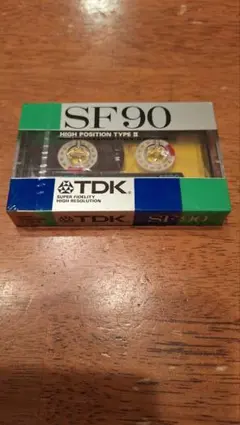 SF90
HIGH POSITION TYPE II
TDK
SUPER FIDELITY
HIGH RESOLUTION
TDK
SF90